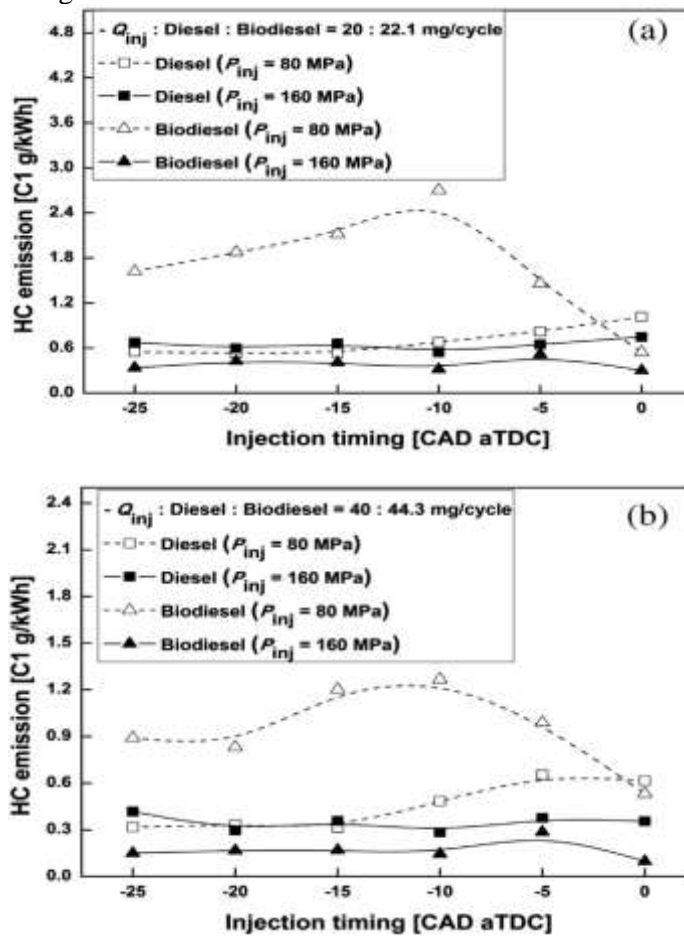 (a)
- Qinj : Diesel : Biodiesel = 20 : 22.1 mg/cycle
Diesel (Pinj = 80 MPa)
Diesel (Pinj = 160 MPa)
Biodiesel (Pinj = 80 MPa)
Biodiesel (Pinj = 160 MPa)
HC emission [C1 g/kWh]
4.8
4.2
3.6
3.0
2.4
1.8
1.2
0.6
0.0
-25 -20 -15 -10 -5 0
Injection timing [CAD aTDC]
(b)
- Qinj : Diesel : Biodiesel = 40 : 44.3 mg/cycle
Diesel (Pinj = 80 MPa)
Diesel (Pinj = 160 MPa)
Biodiesel (Pinj = 80 MPa)
Biodiesel (Pinj = 160 MPa)
HC emission [C1 g/kWh]
2.4
2.1
1.8
1.5
1.2
0.9
0.6
0.3
0.0
-25 -20 -15 -10 -5 0
Injection timing [CAD aTDC]